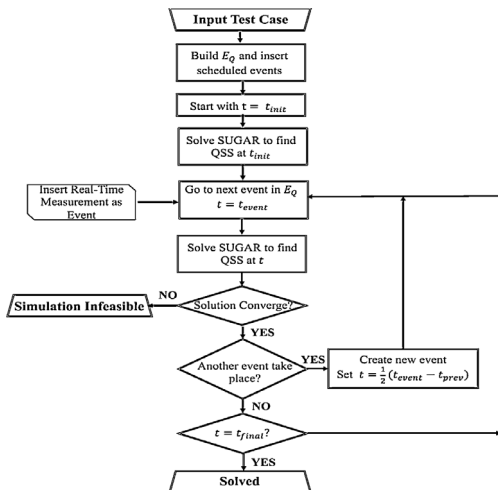 Input Test Case
Build E_Q and insert
scheduled events
Start with t = t_init
Solve SUGAR to find
QSS at t_init
Insert Real-Time
Measurement as
Event
Go to next event in E_Q
t = t_event
Solve SUGAR to find
QSS at t
Solution Converge?
NO
Simulation Infeasible
YES
Another event take
place?
YES
Create new event
Set t = 1/2 (t_event − t_prev)
NO
t = t_final?
YES
Solved